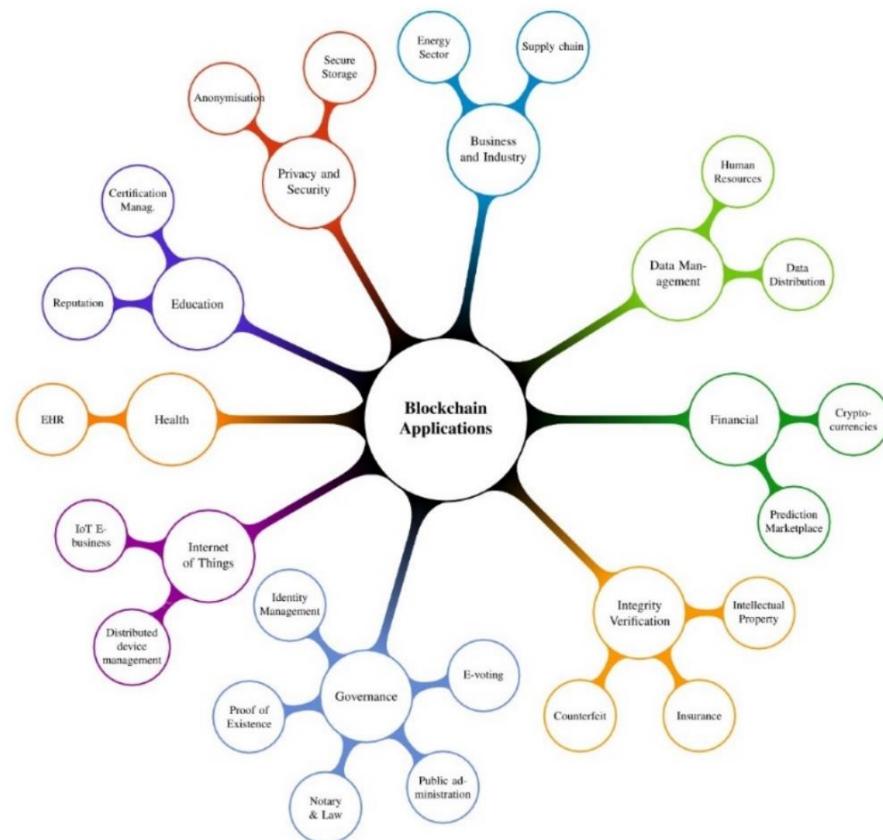 Energy
Sector
Supply chain
Secure
Storage
Anonymisation
Business
and Industry
Privacy and
Security
Human
Resources
Certification
Manag.
Data Man-
agement
Data
Distribution
Reputation
Education
Blockchain
Applications
EHR
Health
Financial
Crypto-
currencies
Prediction
Marketplace
IoT E-
business
Internet
of Things
Identity
Management
Integrity
Verification
Intellectual
Property
Distributed
device
management
Governance
E-voting
Proof of
Existence
Counterfeit
Insurance
Public ad-
ministration
Notary
& Law